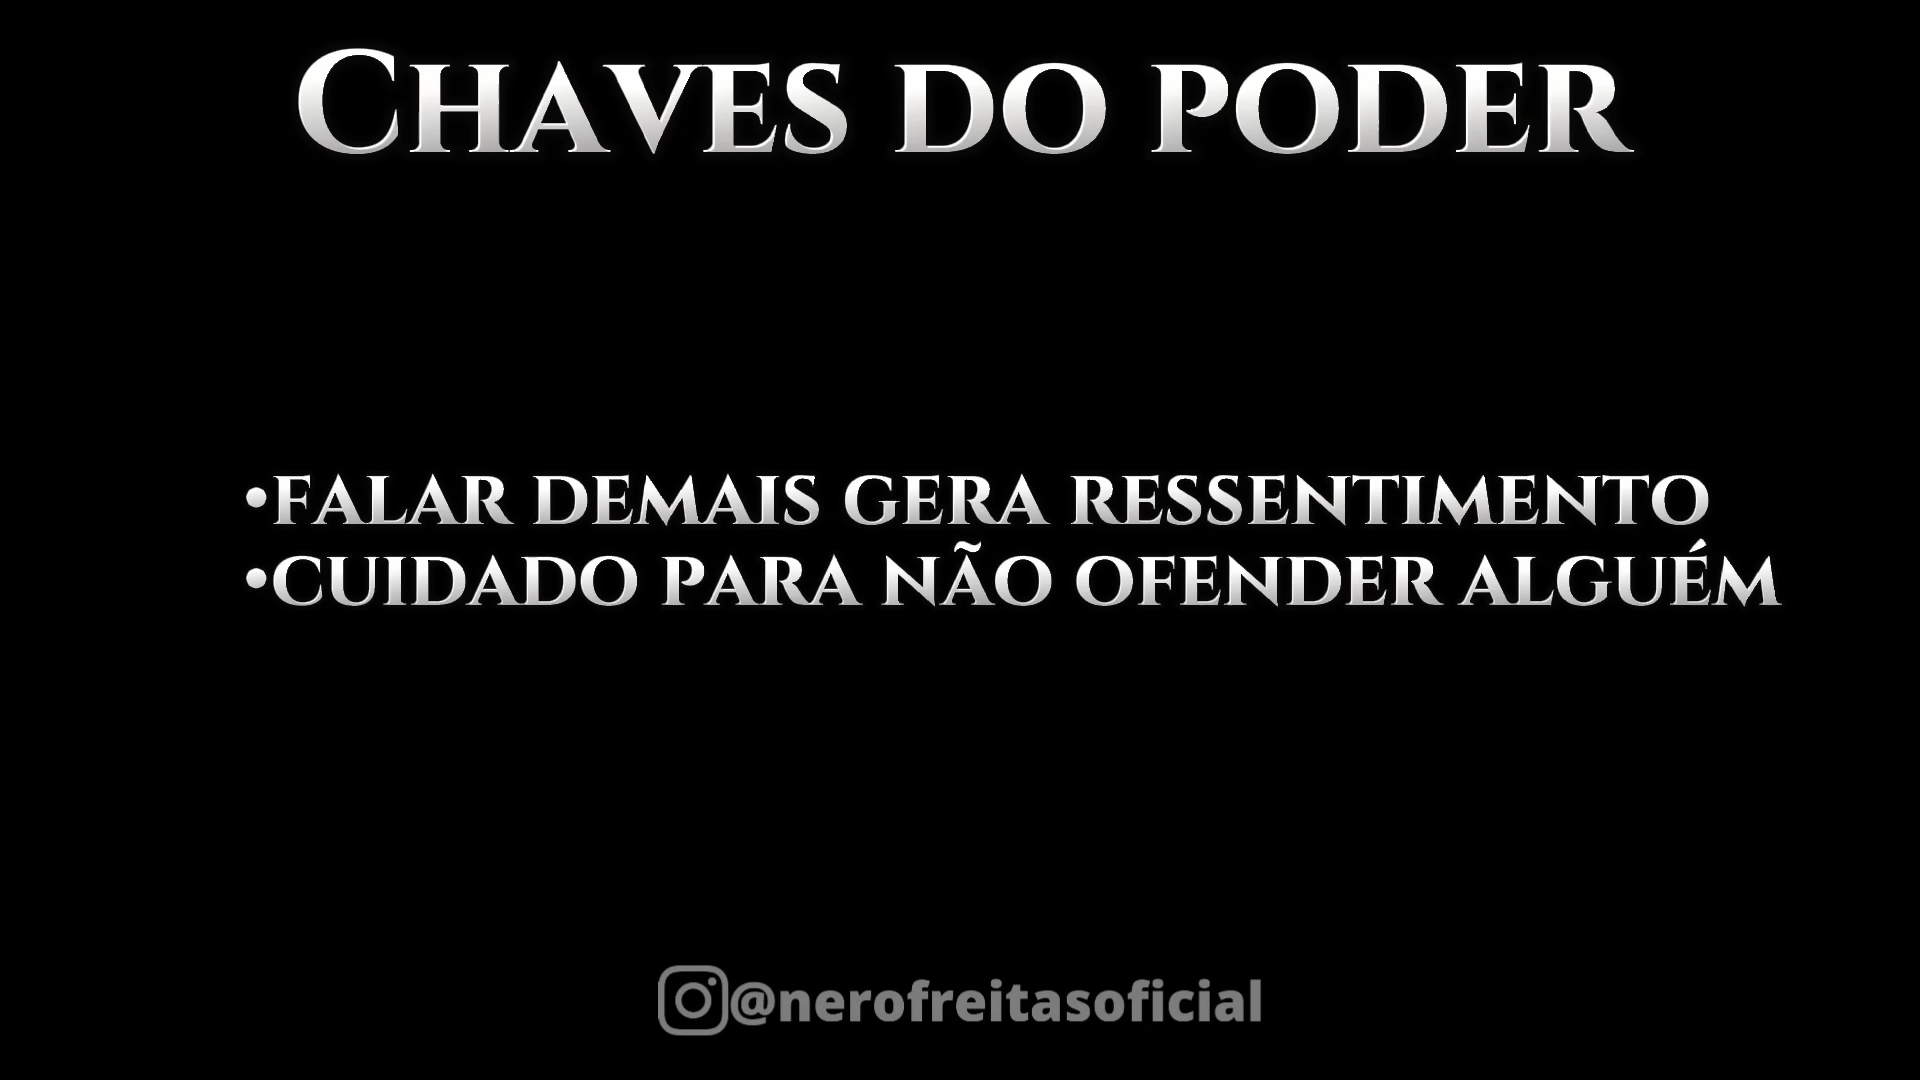 CHAVES DO PODER
•FALAR DEMAIS GERA RESSENTIMENTO
•CUIDADO PARA NÃO OFENDER ALGUÉM
@nerofreitasoficial